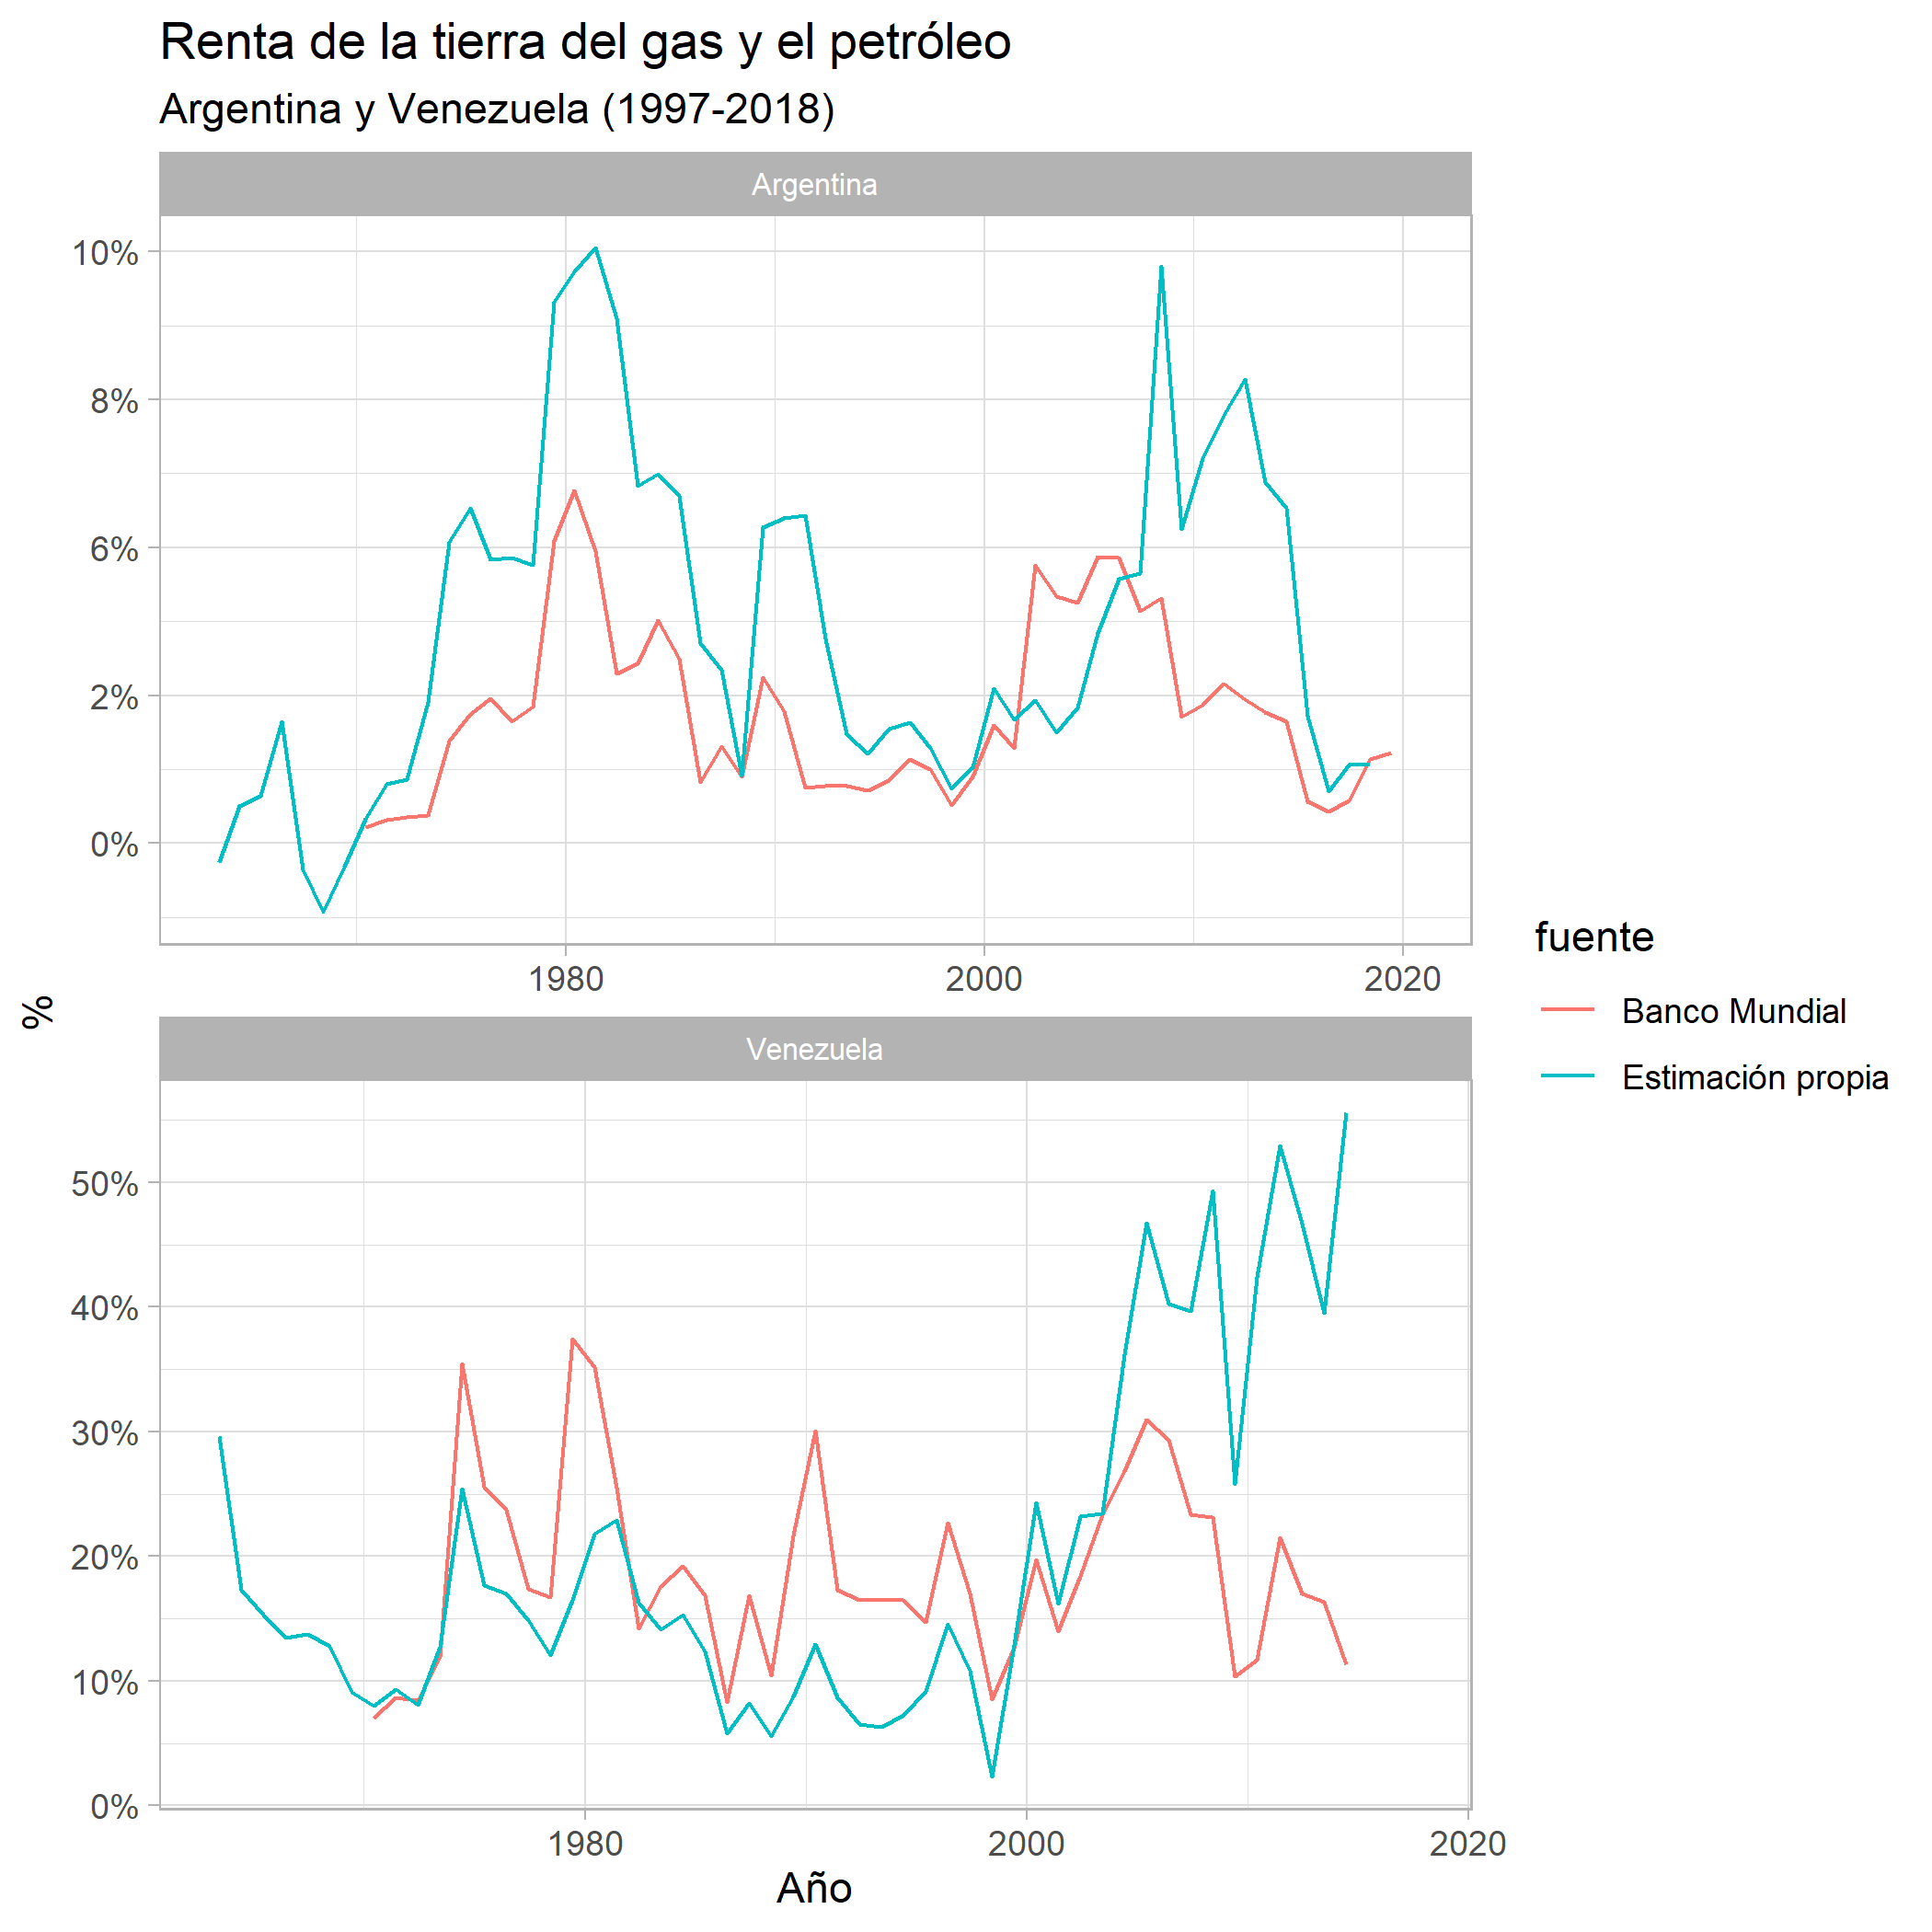 Renta de la tierra del gas y el petróleo
Argentina y Venezuela (1997-2018)
Argentina
10%
8%
6%
2%
0%
1980
2000
2020
%
Venezuela
50%
40%
30%
20%
10%
0%
1980
2000
2020
Año
fuente
Banco Mundial
Estimación propia